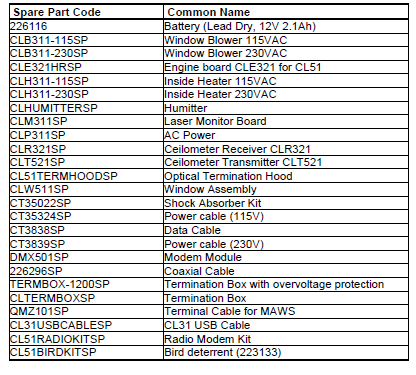 Spare Part Code Common Name
226116 Battery (Lead Dry, 12V 2.1Ah)
CLB311-115SP Window Blower 115VAC
CLB311-230SP Window Blower 230VAC
CLE321HRSP Engine board CLE321 for CL51
CLH311-115SP Inside Heater 115VAC
CLH311-230SP Inside Heater 230VAC
CLHUMITTERSP Humitter
CLM311SP Laser Monitor Board
CLP311SP AC Power
CLR321SP Ceilometer Receiver CLR321
CLT521SP Ceilometer Transmitter CLT521
CL51TERMHOODSP Optical Termination Hood
CLW511SP Window Assembly
CT35022SP Shock Absorber Kit
CT35324SP Power cable (115V)
CT3838SP Data Cable
CT3839SP Power cable (230V)
DMX501SP Modem Module
226296SP Coaxial Cable
TERMBOX-1200SP Termination Box with overvoltage protection
CLTERMBOXSP Termination Box
QMZ101SP Terminal Cable for MAWS
CL31USBCABLESP CL31 USB Cable
CL51RADIOKITSP Radio Modem Kit
CL51BIRDKITSP Bird deterrent (223133)